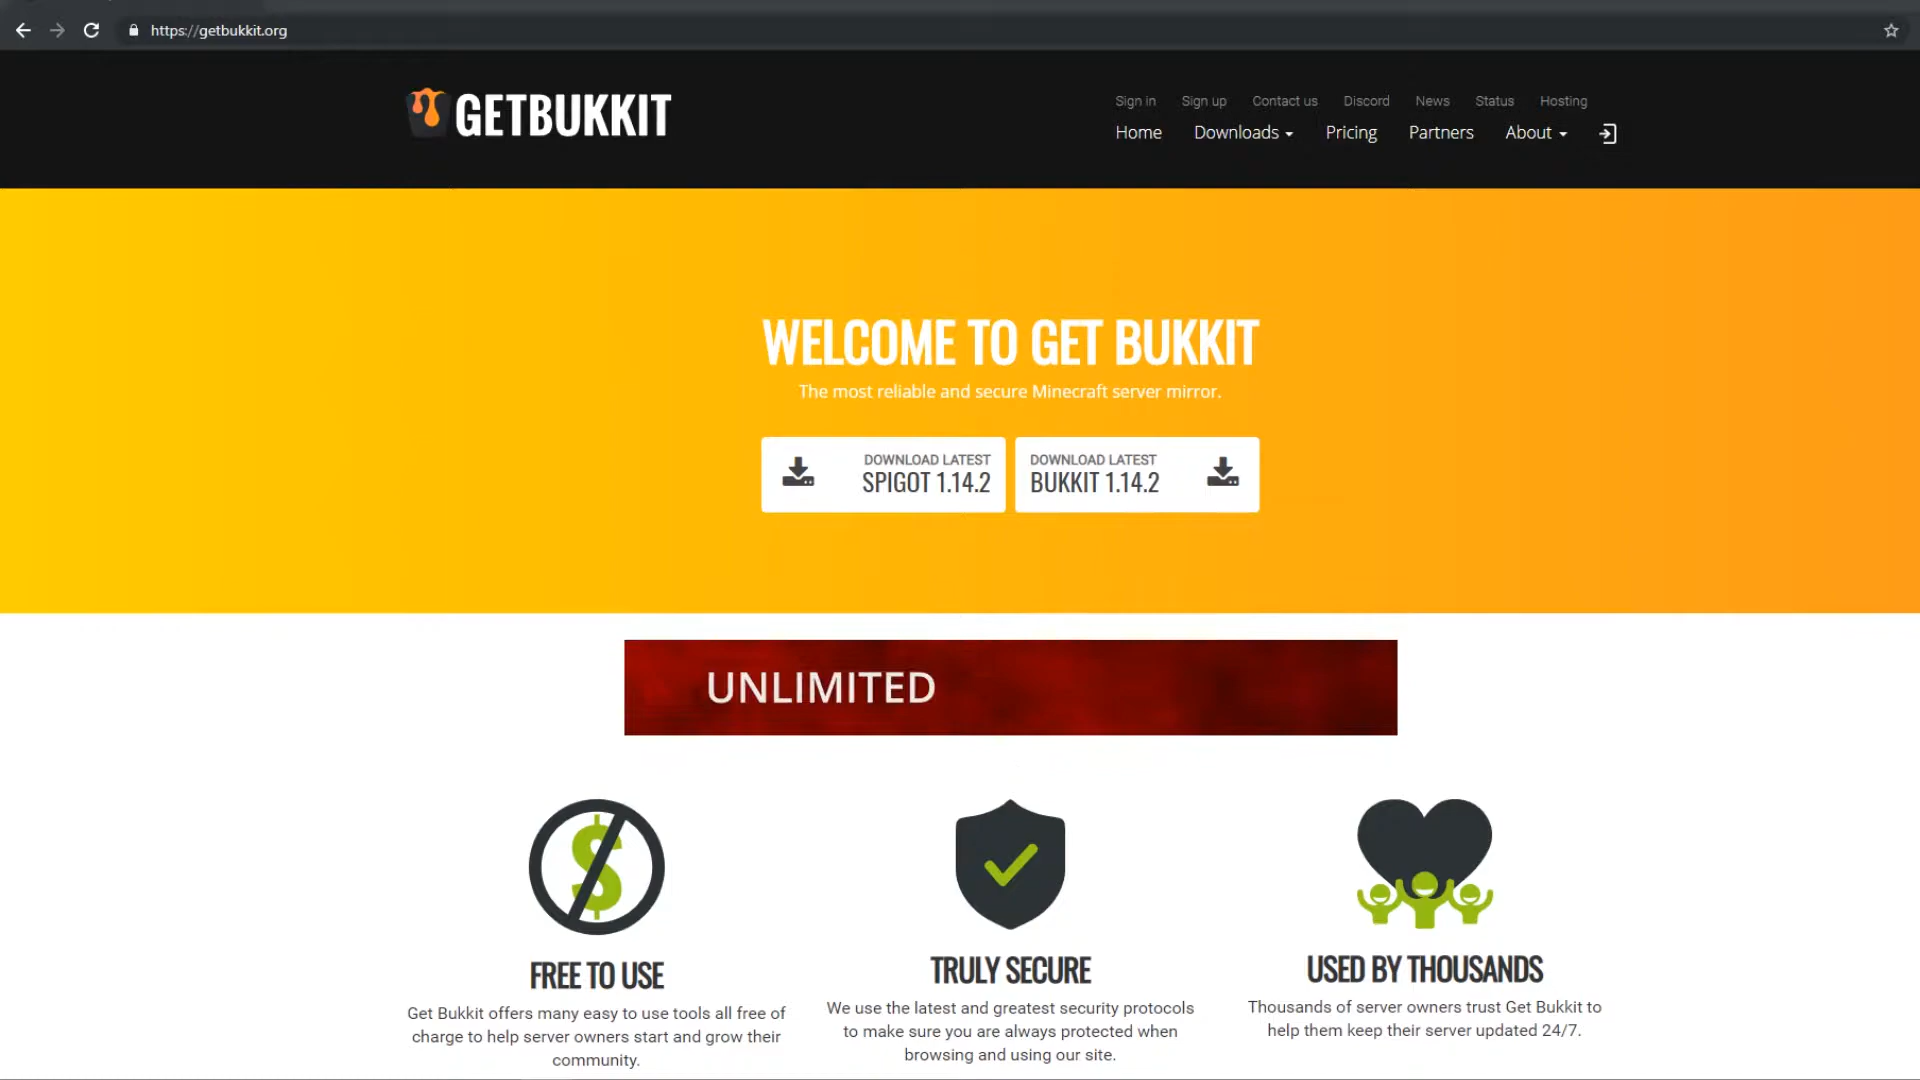 https://getbukkit.org
GETBUKKIT
Sign in Sign up Contact us Discord News Status Hosting
Home Downloads Pricing Partners About
WELCOME TO GET BUKKIT
The most reliable and secure Minecraft server mirror.
DOWNLOAD LATEST
SPIGOT 1.14.2
DOWNLOAD LATEST
BUKKIT 1.14.2
UNLIMITED
FREE TO USE
Get Bukkit offers many easy to use tools all free of
charge to help server owners start and grow their
community.
TRULY SECURE
We use the latest and greatest security protocols
to make sure you are always protected when
browsing and using our site.
USED BY THOUSANDS
Thousands of server owners trust Get Bukkit to
help them keep their server updated 24/7.